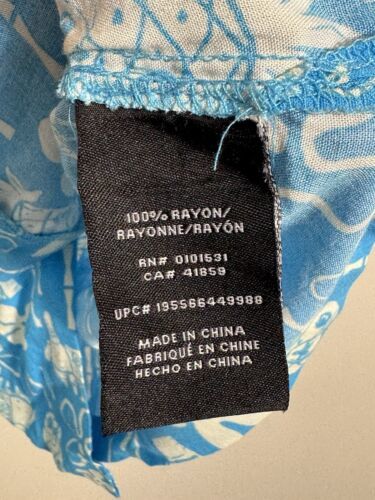 100% RAYON/
RAYONNE/RAYÓN
RN# 0101531
CA# 41859
UPC# 195566449988
MADE IN CHINA
FABRIQUÉ EN CHINE
HECHO EN CHINA